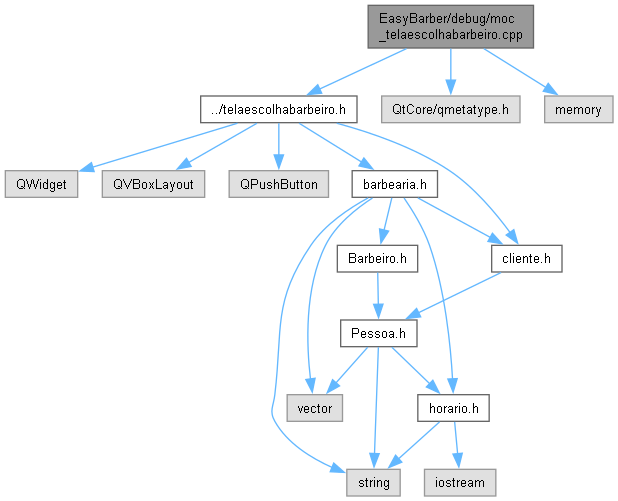 EasyBarber/debug/moc
_telaescolhabarbeiro.cpp
../telaescolhabarbeiro.h
QtCore/qmetatype.h
memory
QWidget
QVBoxLayout
QPushButton
barbearia.h
Barbeiro.h
cliente.h
Pessoa.h
vector
horario.h
string
iostream